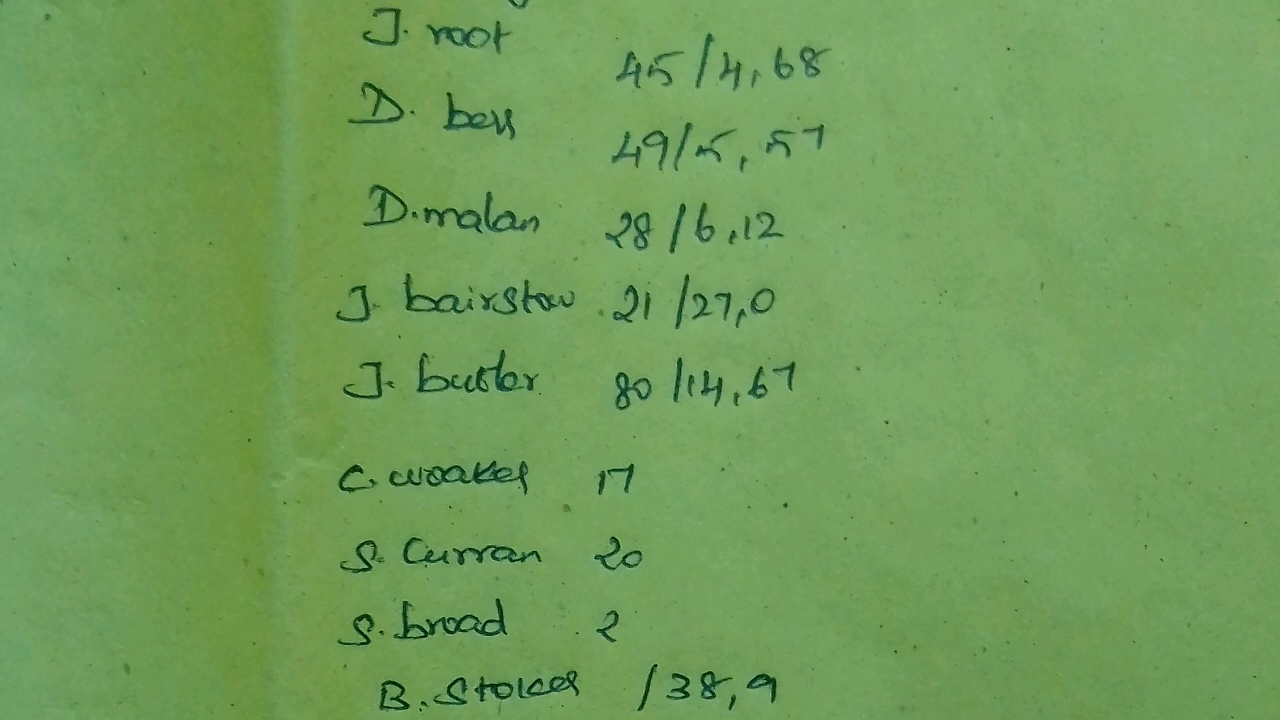 J. root 45/4, 68
D. bess 49/5, 57
D. malan 28/6, 12
J. bairstow 21/27, 0
J. butler 80/14, 67
C. woakes 17
S. Curran 20
S. broad 2
B. Stokes /38, 9